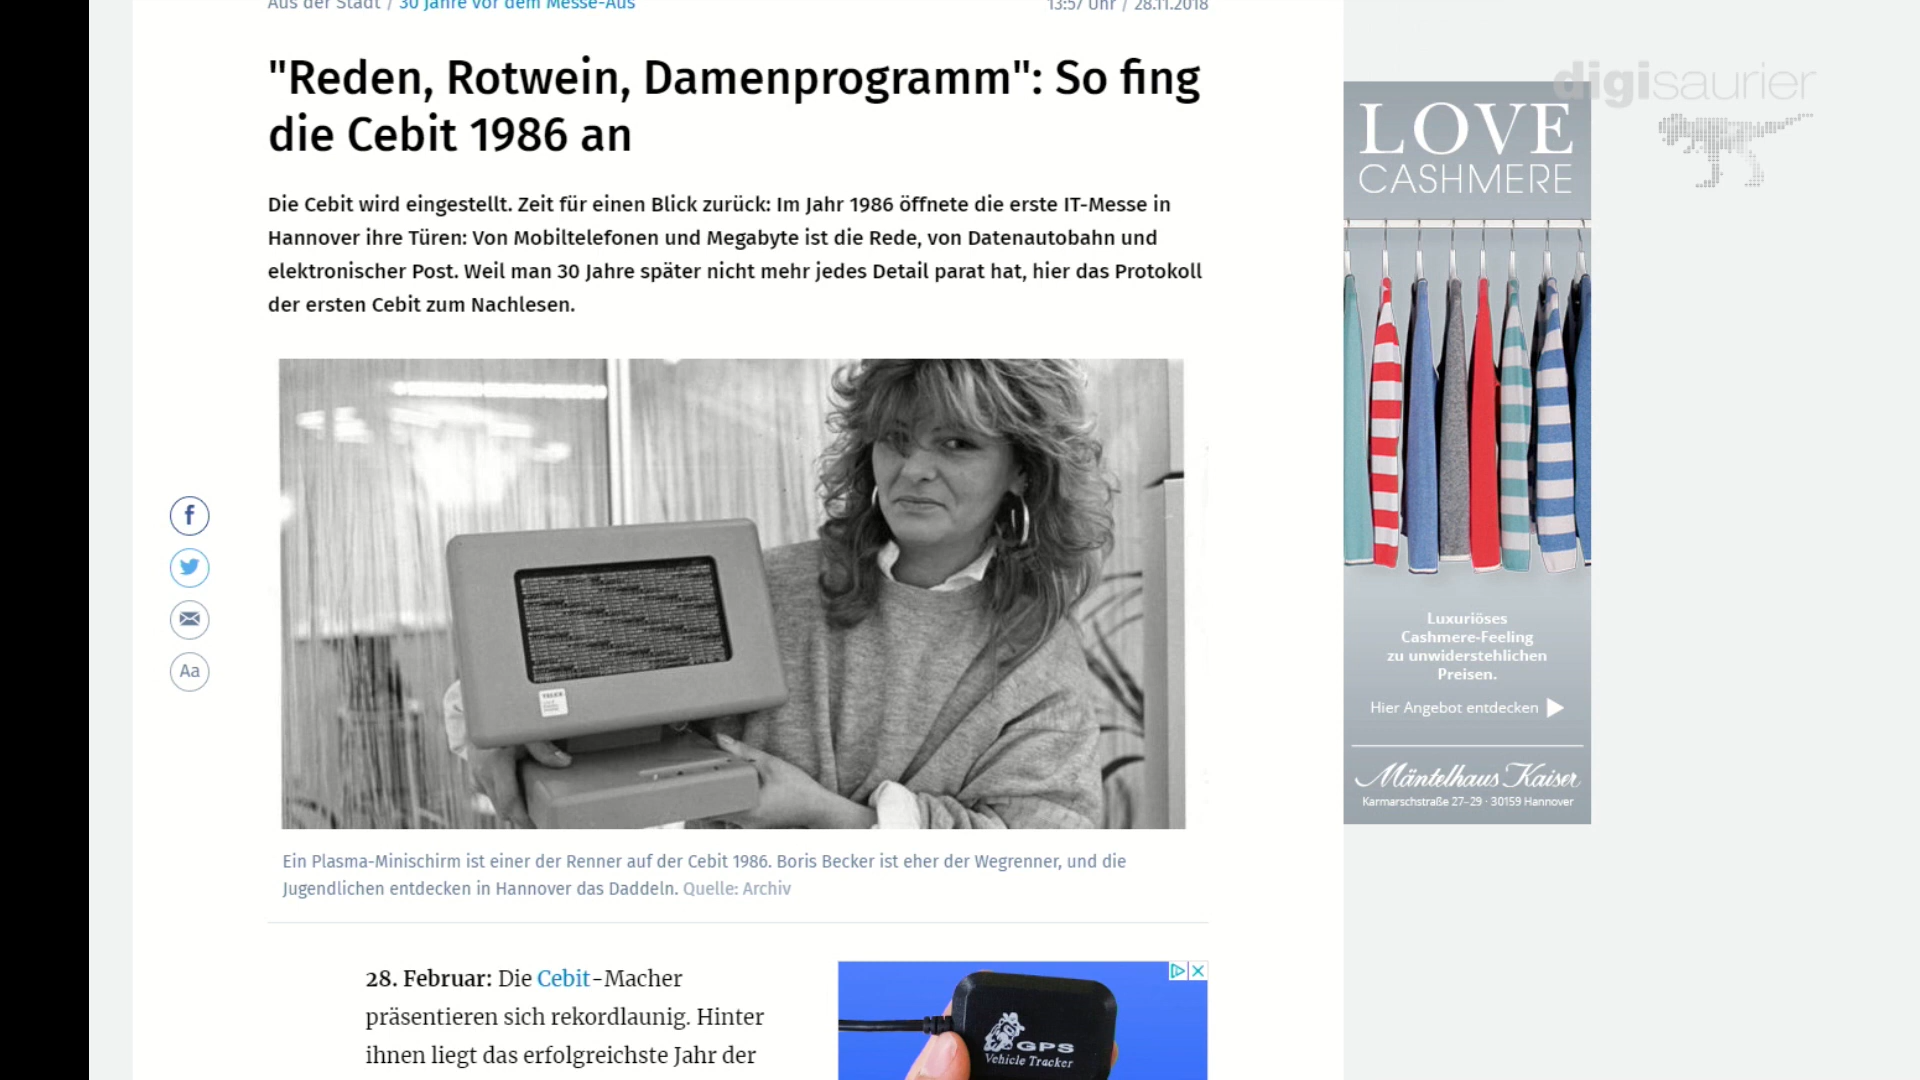 Aus der Stadt / 30 Jahre vor dem Messe-Aus
13:57 Uhr / 28.11.2018
"Reden, Rotwein, Damenprogramm": So fing
die Cebit 1986 an
Die Cebit wird eingestellt. Zeit für einen Blick zurück: Im Jahr 1986 öffnete die erste IT-Messe in
Hannover ihre Türen: Von Mobiltelefonen und Megabyte ist die Rede, von Datenautobahn und
elektronischer Post. Weil man 30 Jahre später nicht mehr jedes Detail parat hat, hier das Protokoll
der ersten Cebit zum Nachlesen.
f
Aa
Ein Plasma-Minischirm ist einer der Renner auf der Cebit 1986. Boris Becker ist eher der Wegrenner, und die
Jugendlichen entdecken in Hannover das Daddeln. Quelle: Archiv
28. Februar: Die Cebit-Macher
präsentieren sich rekordlaunig. Hinter
ihnen liegt das erfolgreichste Jahr der
GPS
Vehicle Tracker
digisaurier
LOVE
CASHMERE
Luxuriöses
Cashmere-Feeling
zu unwiderstehlichen
Preisen.
Hier Angebot entdecken
Mäntelhaus Kaiser
Karmarschstraße 27-29 · 30159 Hannover